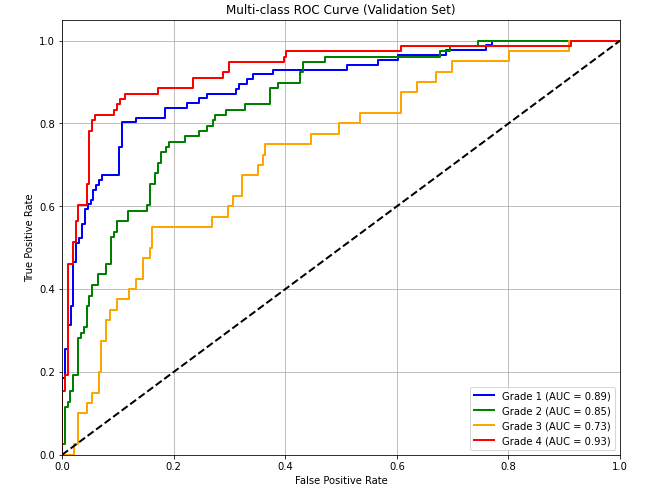 Multi-class ROC Curve (Validation Set)
True Positive Rate
1.0
0.8
0.6
0.4
0.2
0.0
0.0 0.2 0.4 0.6 0.8 1.0
False Positive Rate
Grade 1 (AUC = 0.89)
Grade 2 (AUC = 0.85)
Grade 3 (AUC = 0.73)
Grade 4 (AUC = 0.93)